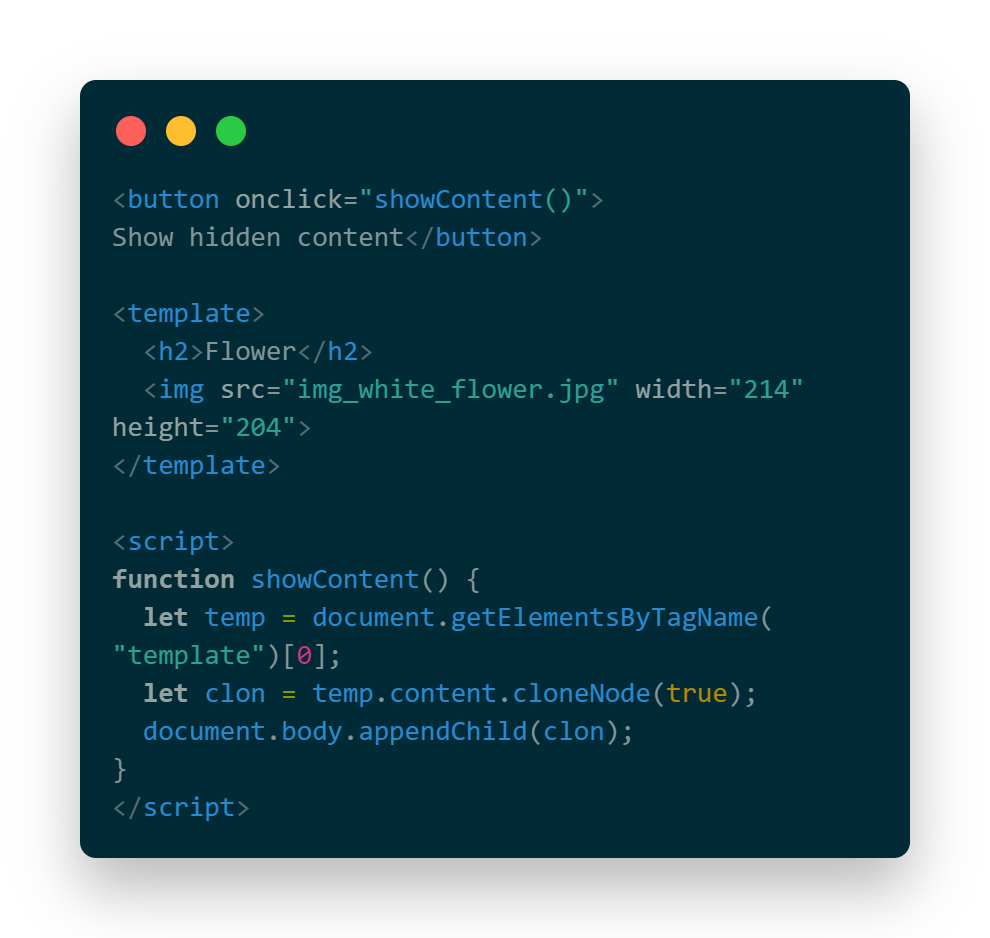 <button onclick="showContent()">
Show hidden content</button>

<template>
  <h2>Flower</h2>
  <img src="img_white_flower.jpg" width="214"
height="204">
</template>

<script>
function showContent() {
  let temp = document.getElementsByTagName(
"template")[0];
  let clon = temp.content.cloneNode(true);
  document.body.appendChild(clon);
}
</script>